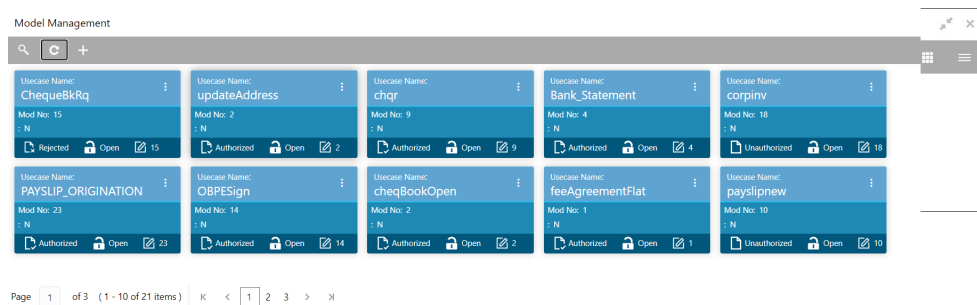 Model Management
Usecase Name: Usecase Name: Usecase Name: Usecase Name: Usecase Name:
ChequeBkRq updateAddress chqr Bank_Statement corpinv
Mod No: 15 Mod No: 2 Mod No: 9 Mod No: 4 Mod No: 18
: N : N : N : N : N
Rejected Open 15 Authorized Open 2 Authorized Open 9 Authorized Open 4 Unauthorized Open 18
Usecase Name: Usecase Name: Usecase Name: Usecase Name: Usecase Name:
PAYSLIP_ORIGINATION OBPESign cheqBookOpen feeAgreementFlat payslipnew
Mod No: 23 Mod No: 14 Mod No: 2 Mod No: 1 Mod No: 10
: N : N : N : N : N
Authorized Open 23 Authorized Open 14 Authorized Open 2 Authorized Open 1 Unauthorized Open 10
Page 1 of 3 (1 - 10 of 21 items) 1 2 3